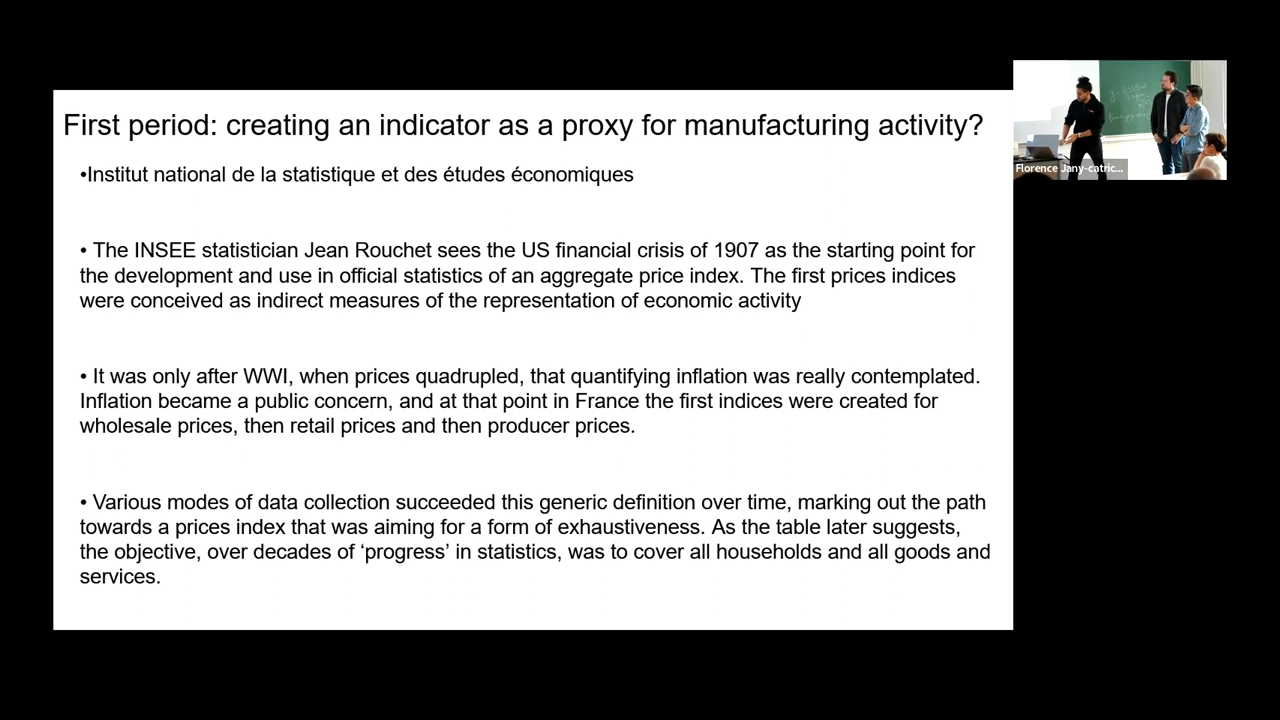 First period: creating an indicator as a proxy for manufacturing activity?
•Institut national de la statistique et des études économiques
• The INSEE statistician Jean Rouchet sees the US financial crisis of 1907 as the starting point for
the development and use in official statistics of an aggregate price index. The first prices indices
were conceived as indirect measures of the representation of economic activity
• It was only after WWI, when prices quadrupled, that quantifying inflation was really contemplated.
Inflation became a public concern, and at that point in France the first indices were created for
wholesale prices, then retail prices and then producer prices.
• Various modes of data collection succeeded this generic definition over time, marking out the path
towards a prices index that was aiming for a form of exhaustiveness. As the table later suggests,
the objective, over decades of ‘progress’ in statistics, was to cover all households and all goods and
services.
Florence Jany-catric...